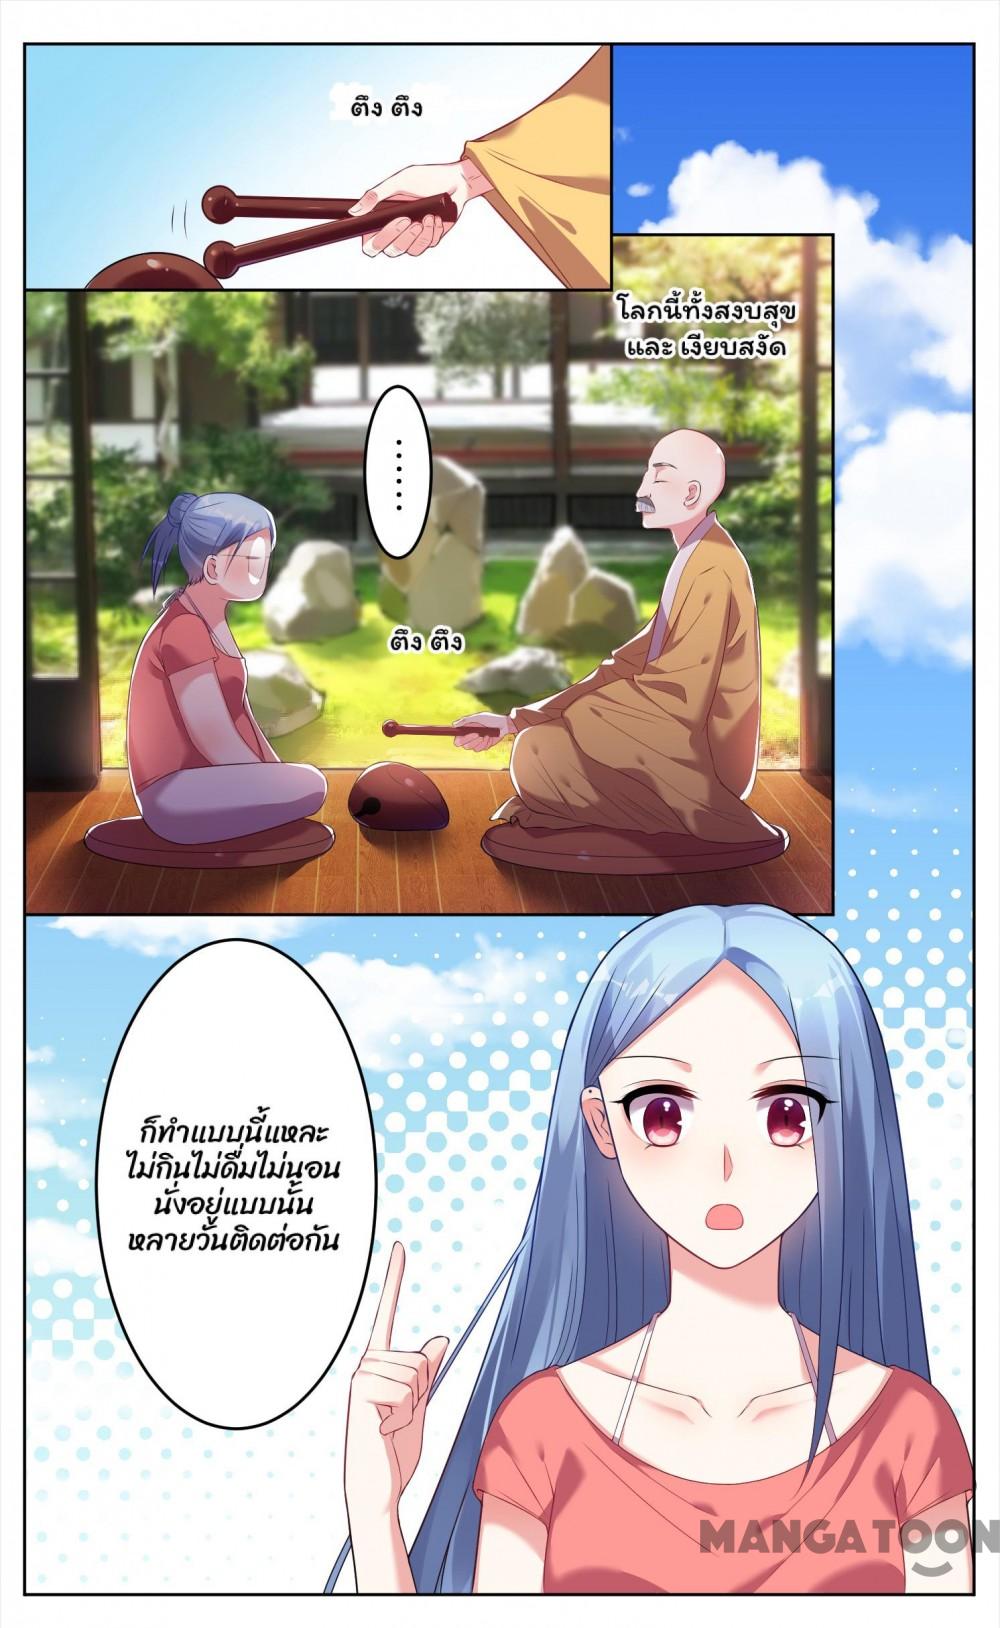 ตึง ตึง
โลกนี้ทั้งสงบสุข
และ เงียบสงัด
......
ตึง ตึง
ก็ทำแบบนี้แหละ
ไม่กินไม่ดื่มไม่นอน
นั่งอยู่แบบนั้น
หลายวันติดต่อกัน
MANGATOON